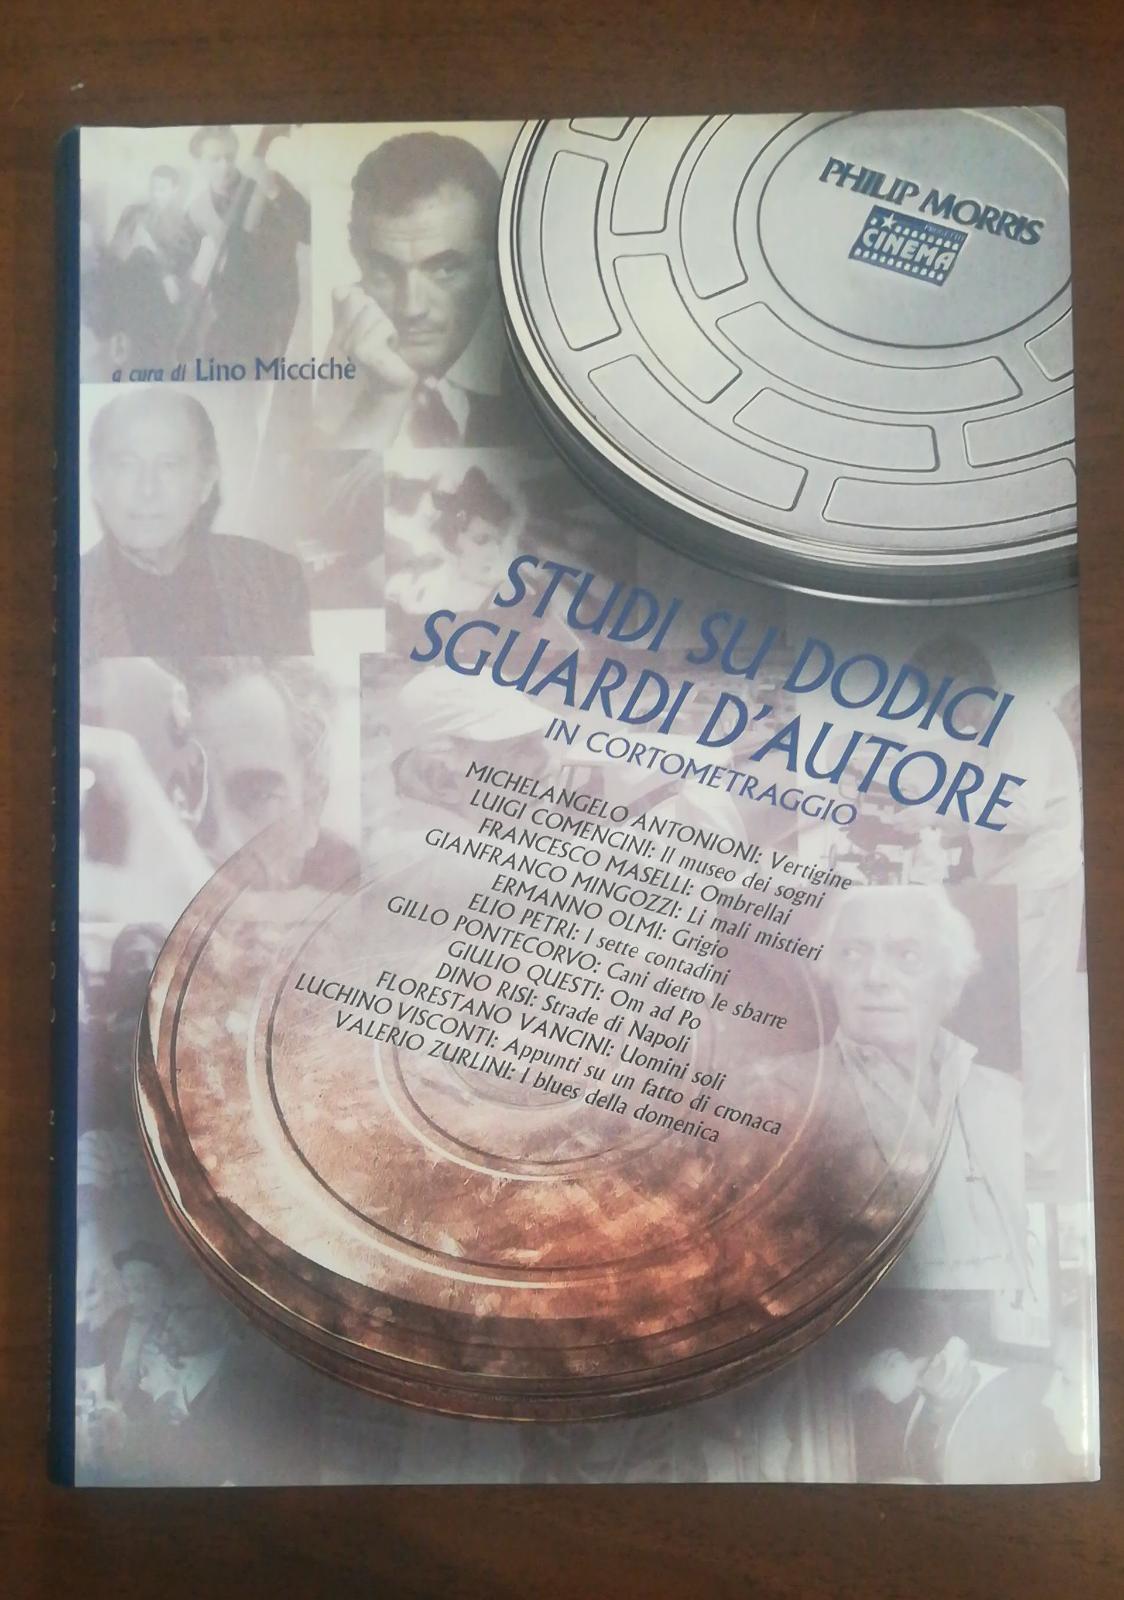 PHILIP MORRIS
PROGETTO
CINEMA
a cura di Lino Miccichè
STUDI SU DODICI
SGUARDI D'AUTORE
IN CORTOMETRAGGIO
MICHELANGELO ANTONIONI: Vertigine
LUIGI COMENCINI: Il museo dei sogni
FRANCESCO MASELLI: Ombrellai
GIANFRANCO MINGOZZI: Li mali mistieri
ERMANNO OLMI: Grigio
ELIO PETRI: I sette contadini
GILLO PONTECORVO: Cani dietro le sbarre
GIULIO QUESTI: Om ad Po
DINO RISI: Strade di Napoli
FLORESTANO VANCINI: Uomini soli
LUCHINO VISCONTI: Appunti su un fatto di cronaca
VALERIO ZURLINI: I blues della domenica